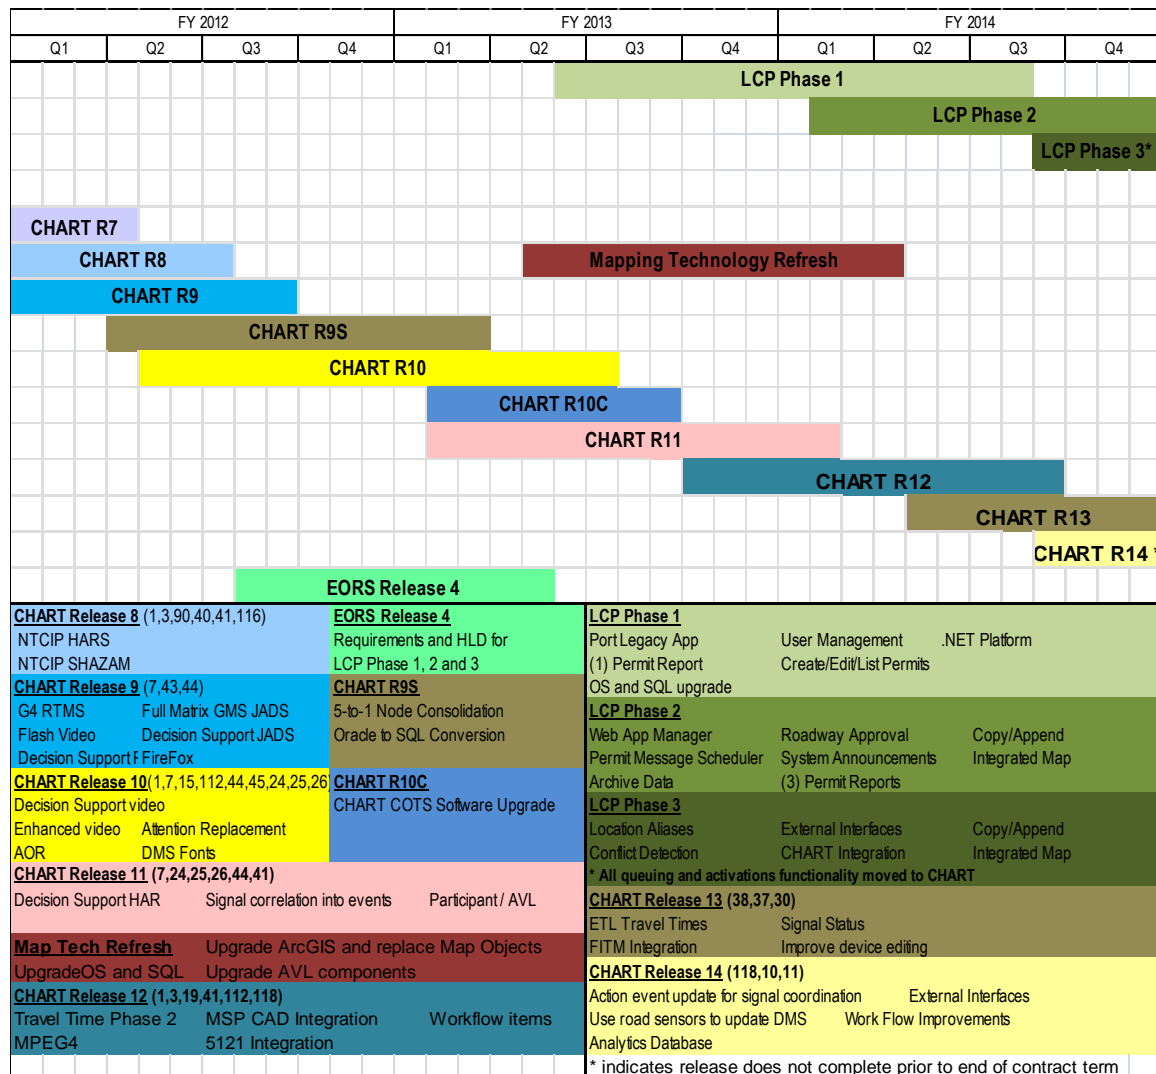 FY 2012 FY 2013 FY 2014
Q1 Q2 Q3 Q4 Q1 Q2 Q3 Q4 Q1 Q2 Q3 Q4
LCP Phase 1
LCP Phase 2
LCP Phase 3*
CHART R7
CHART R8 Mapping Technology Refresh
CHART R9
CHART R9S
CHART R10
CHART R10C
CHART R11
CHART R12
CHART R13
CHART R14 *
EORS Release 4
CHART Release 8 (1,3,90,40,41,116)
NTCIP HARS
NTCIP SHAZAM
EORS Release 4
Requirements and HLD for
LCP Phase 1, 2 and 3
CHART Release 9 (7,43,44)
G4 RTMS Full Matrix GMS JADS
Flash Video Decision Support JADS
Decision Support F FireFox
CHART R9S
5-to-1 Node Consolidation
Oracle to SQL Conversion
CHART Release 10(1,7,15,112,44,45,24,25,26)
Decision Support video
Enhanced video Attention Replacement
AOR DMS Fonts
CHART R10C
CHART COTS Software Upgrade
CHART Release 11 (7,24,25,26,44,41)
Decision Support HAR Signal correlation into events Participant / AVL
Map Tech Refresh Upgrade ArcGIS and replace Map Objects
UpgradeOS and SQL Upgrade AVL components
CHART Release 12 (1,3,19,41,112,118)
Travel Time Phase 2 MSP CAD Integration Workflow items
MPEG4 5121 Integration
LCP Phase 1
Port Legacy App User Management .NET Platform
(1) Permit Report Create/Edit/List Permits
OS and SQL upgrade
LCP Phase 2
Web App Manager Roadway Approval Copy/Append
Permit Message Scheduler System Announcements Integrated Map
Archive Data (3) Permit Reports
LCP Phase 3
Location Aliases External Interfaces Copy/Append
Conflict Detection CHART Integration Integrated Map
* All queuing and activations functionality moved to CHART
CHART Release 13 (38,37,30)
ETL Travel Times Signal Status
FITM Integration Improve device editing
CHART Release 14 (118,10,11)
Action event update for signal coordination External Interfaces
Use road sensors to update DMS Work Flow Improvements
Analytics Database
* indicates release does not complete prior to end of contract term